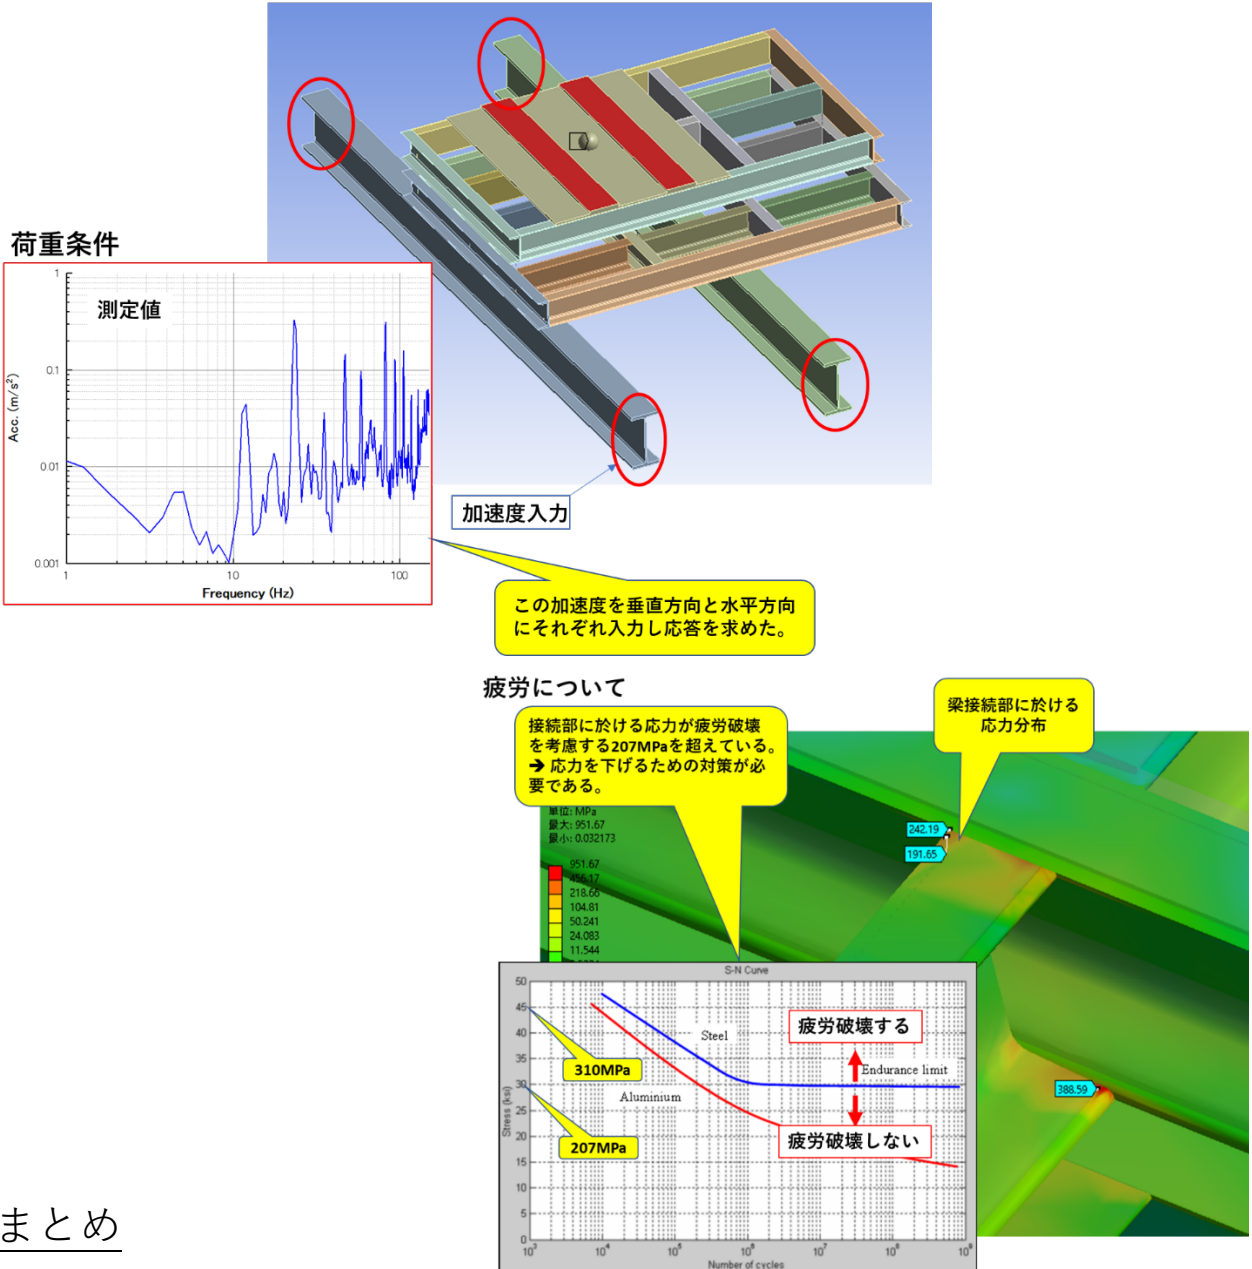 荷重条件
測定値
1
0.1
0.01
0.001
Acc. (m/s²)
1
10
100
Frequency (Hz)
加速度入力
この加速度を垂直方向と水平方向
にそれぞれ入力し応答を求めた。
疲労について
接続部に於ける応力が疲労破壊
を考慮する207MPaを超えている。
➔ 応力を下げるための対策が必
要である。
梁接続部に於ける
応力分布
単位: MPa
最大: 951.67
最小: 0.032173
951.67
456.17
218.66
104.81
50.241
24.083
11.544
242.19
191.65
388.59
S-N Curve
50
45
40
35
30
25
20
15
10
5
0
Stress (ksi)
10³
10⁴
10⁵
10⁶
10⁷
10⁸
10⁹
Number of cycles
Steel
Aluminium
Endurance limit
疲労破壊する
疲労破壊しない
310MPa
207MPa
まとめ